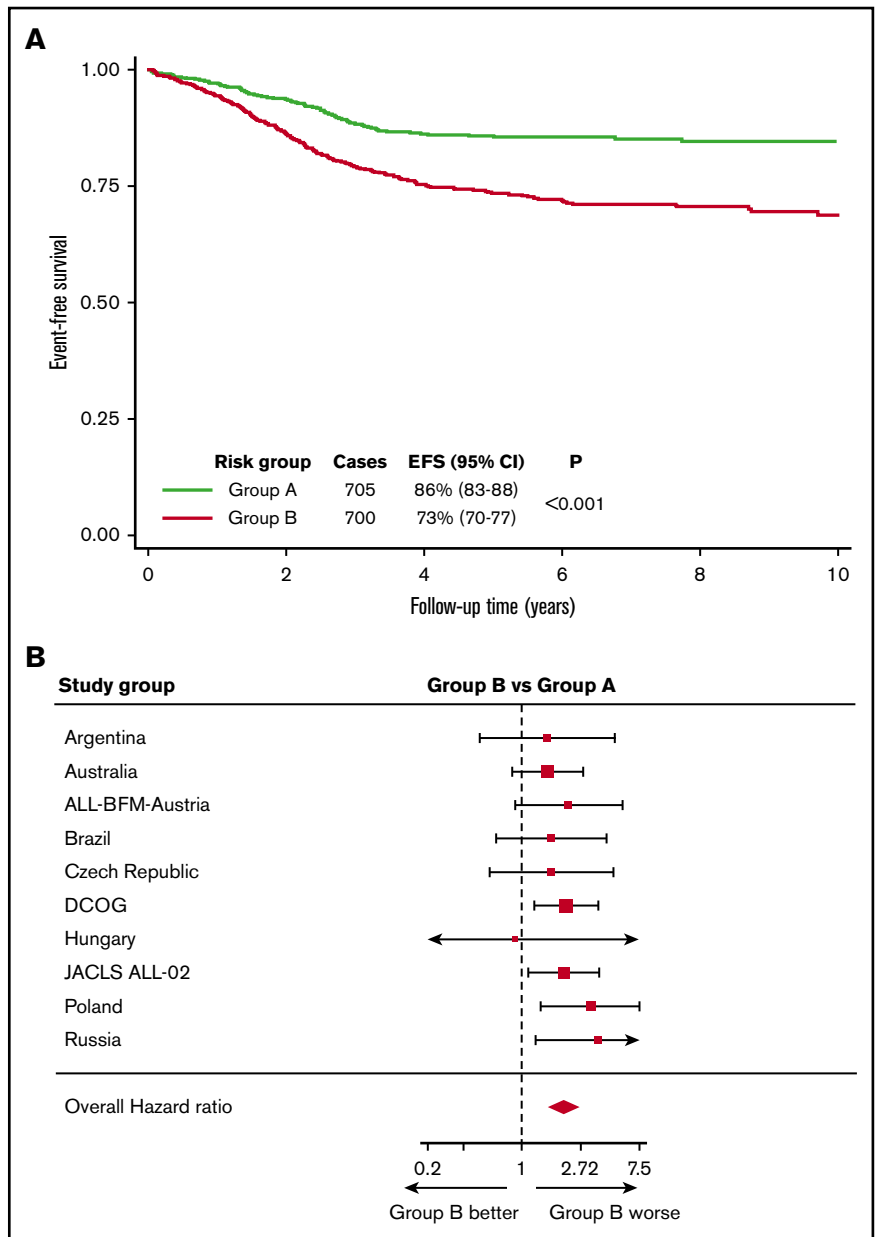 A
1.00
0.75
0.50
0.25
0.00
Event-free survival
Risk group Cases EFS (95% CI) P
Group A 705 86% (83-88)
<0.001
Group B 700 73% (70-77)
0 2 4 6 8 10
Follow-up time (years)
B
Study group Group B vs Group A
Argentina
Australia
ALL-BFM-Austria
Brazil
Czech Republic
DCOG
Hungary
JACLS ALL-02
Poland
Russia
Overall Hazard ratio
0.2 1 2.72 7.5
Group B better Group B worse